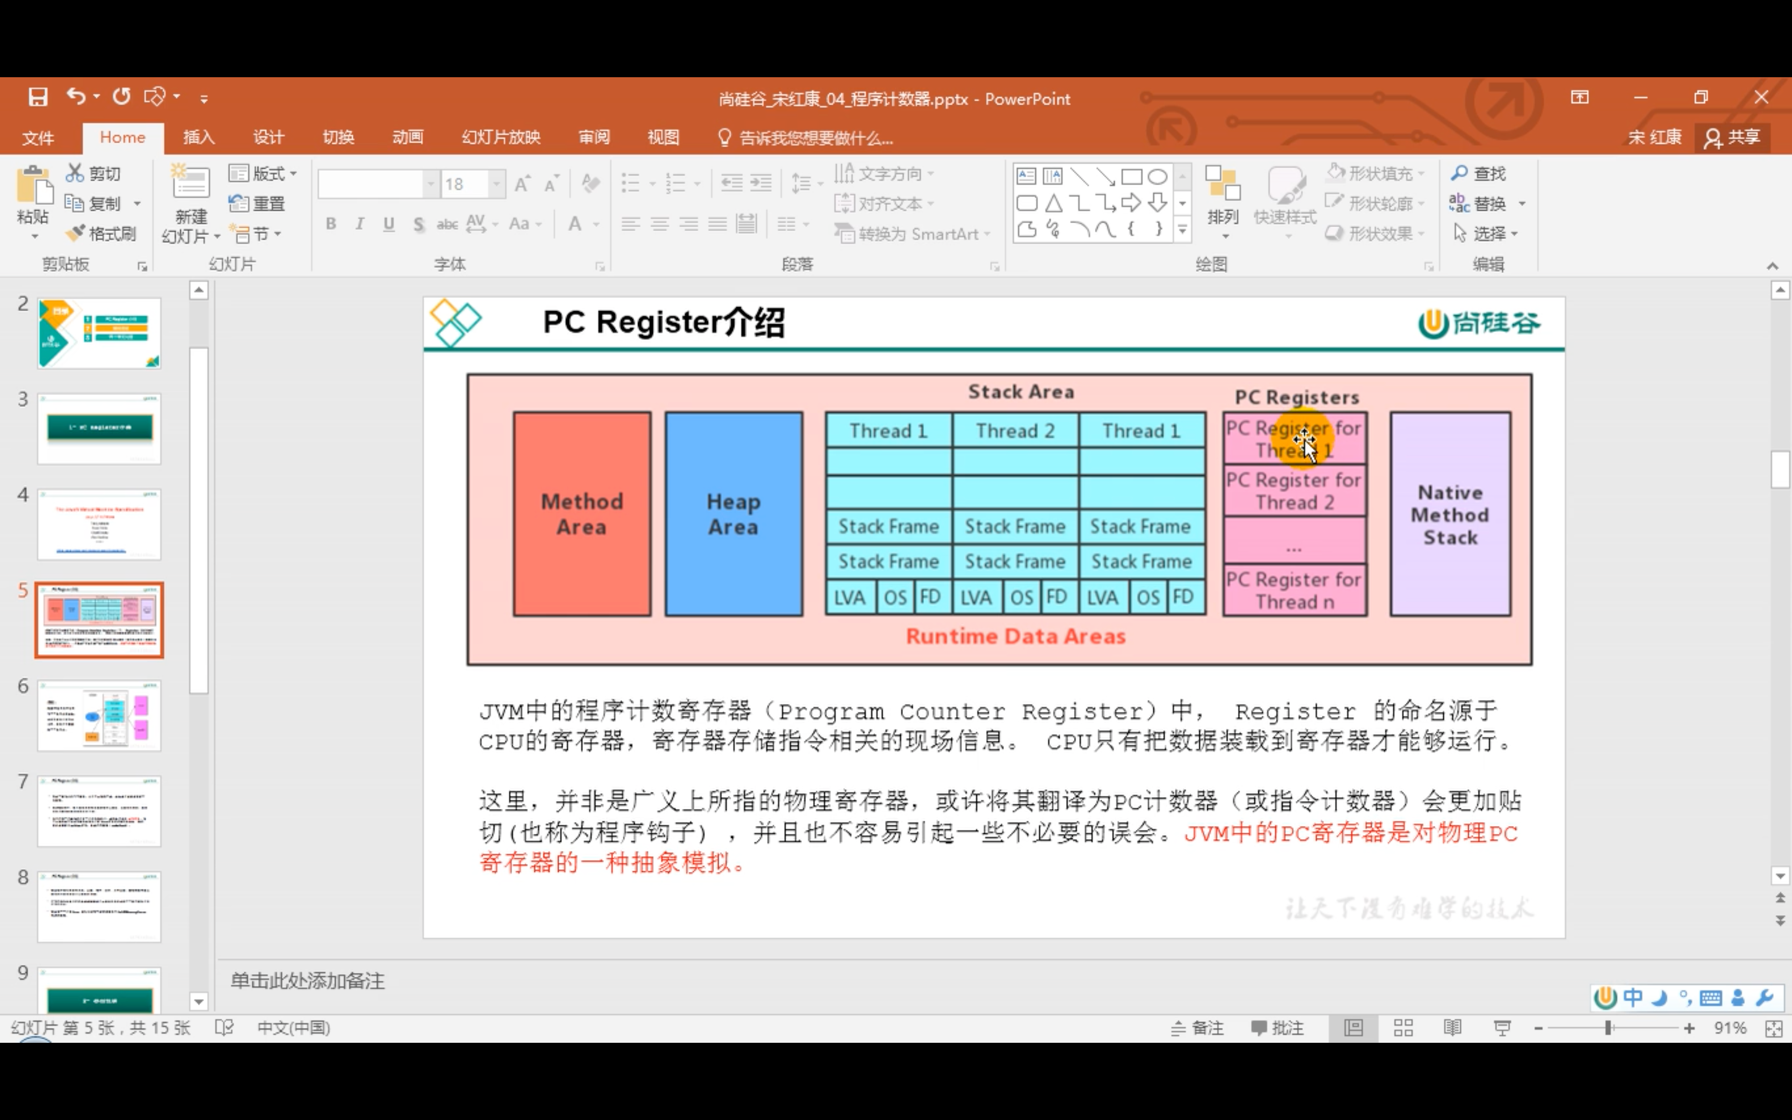 尚硅谷_宋红康_04_程序计数器.pptx - PowerPoint
文件 Home 插入 设计 切换 动画 幻灯片放映 审阅 视图 告诉我您想要做什么... 宋 红康 共享
粘贴 剪切 复制 格式刷
剪贴板
新建 幻灯片 版式 重置 节
幻灯片
18
B I U S abc AV Aa A
字体
文字方向
对齐文本
转换为 SmartArt
段落
排列 快速样式
形状填充
形状轮廓
形状效果
绘图
查找
替换
选择
编辑
2
3
4
5
6
7
8
9
PC Register介绍
尚硅谷
Stack Area
PC Registers
Method Area
Heap Area
Thread 1 Thread 2 Thread 1
Stack Frame Stack Frame Stack Frame
Stack Frame Stack Frame Stack Frame
LVA OS FD LVA OS FD LVA OS FD
PC Register for Thread 1
PC Register for Thread 2
...
PC Register for Thread n
Native Method Stack
Runtime Data Areas
JVM中的程序计数寄存器（Program Counter Register）中， Register 的命名源于
CPU的寄存器，寄存器存储指令相关的现场信息。 CPU只有把数据装载到寄存器才能够运行。
这里，并非是广义上所指的物理寄存器，或许将其翻译为PC计数器（或指令计数器）会更加贴
切(也称为程序钩子) ，并且也不容易引起一些不必要的误会。JVM中的PC寄存器是对物理PC
寄存器的一种抽象模拟。
让天下没有难学的技术
单击此处添加备注
中
幻灯片 第 5 张，共 15 张 中文(中国) 备注 批注 91%